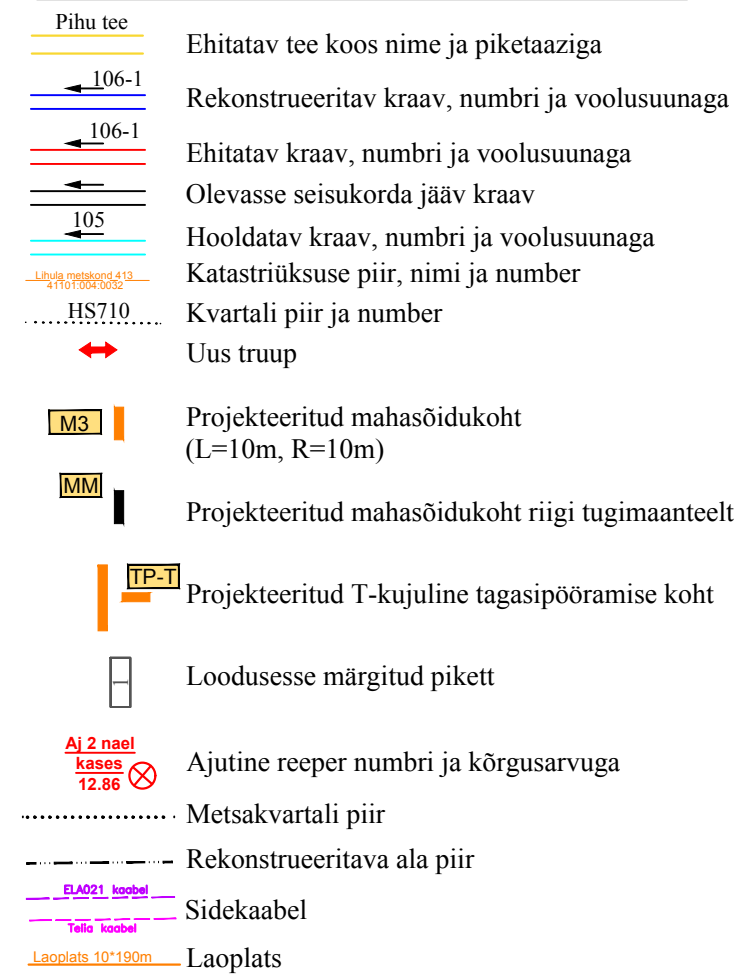 Pihu tee
Ehitatav tee koos nime ja piketaaziga
106-1
Rekonstrueeritav kraav, numbri ja voolusuunaga
106-1
Ehitatav kraav, numbri ja voolusuunaga
Olevasse seisukorda jääv kraav
105
Hooldatav kraav, numbri ja voolusuunaga
Lihula metskond 413
41101:004:0032
Katastriüksuse piir, nimi ja number
HS710
Kvartali piir ja number
Uus truup
M3
Projekteeritud mahasõidukoht
(L=10m, R=10m)
MM
Projekteeritud mahasõidukoht riigi tugimaanteelt
TP-T
Projekteeritud T-kujuline tagasipööramise koht
1
Loodusesse märgitud pikett
Aj 2 nael
kases
12.86
Ajutine reeper numbri ja kõrgusarvuga
Metsakvartali piir
Rekonstrueeritava ala piir
ELA021 kaabel
Sidekaabel
Telia kaabel
Laoplats 10*190m
Laoplats